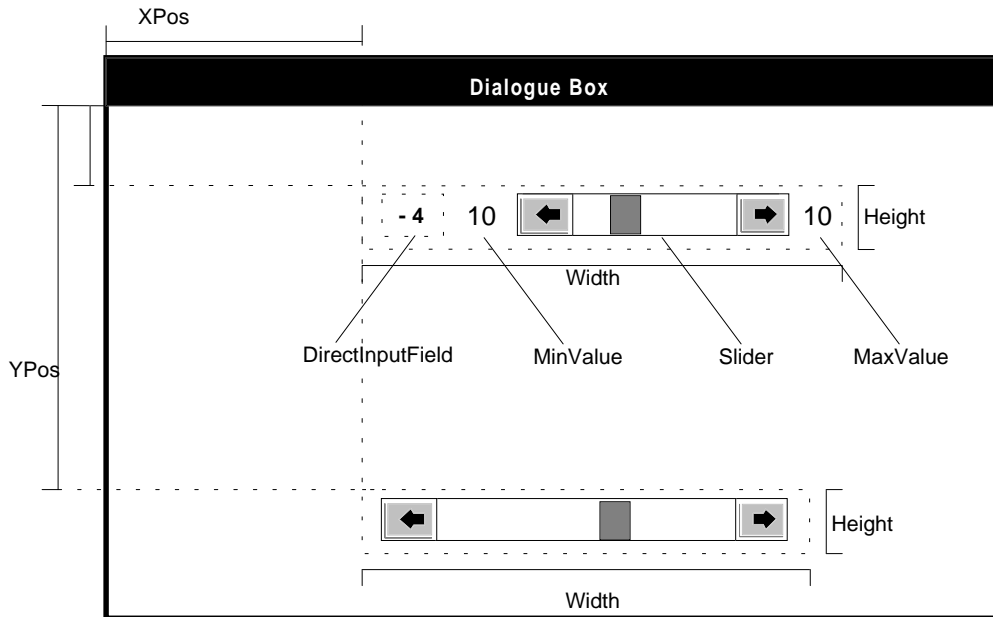 XPos
Dialogue Box
- 4 10 10 Height
Width
DirectInputField MinValue Slider MaxValue
YPos
Height
Width